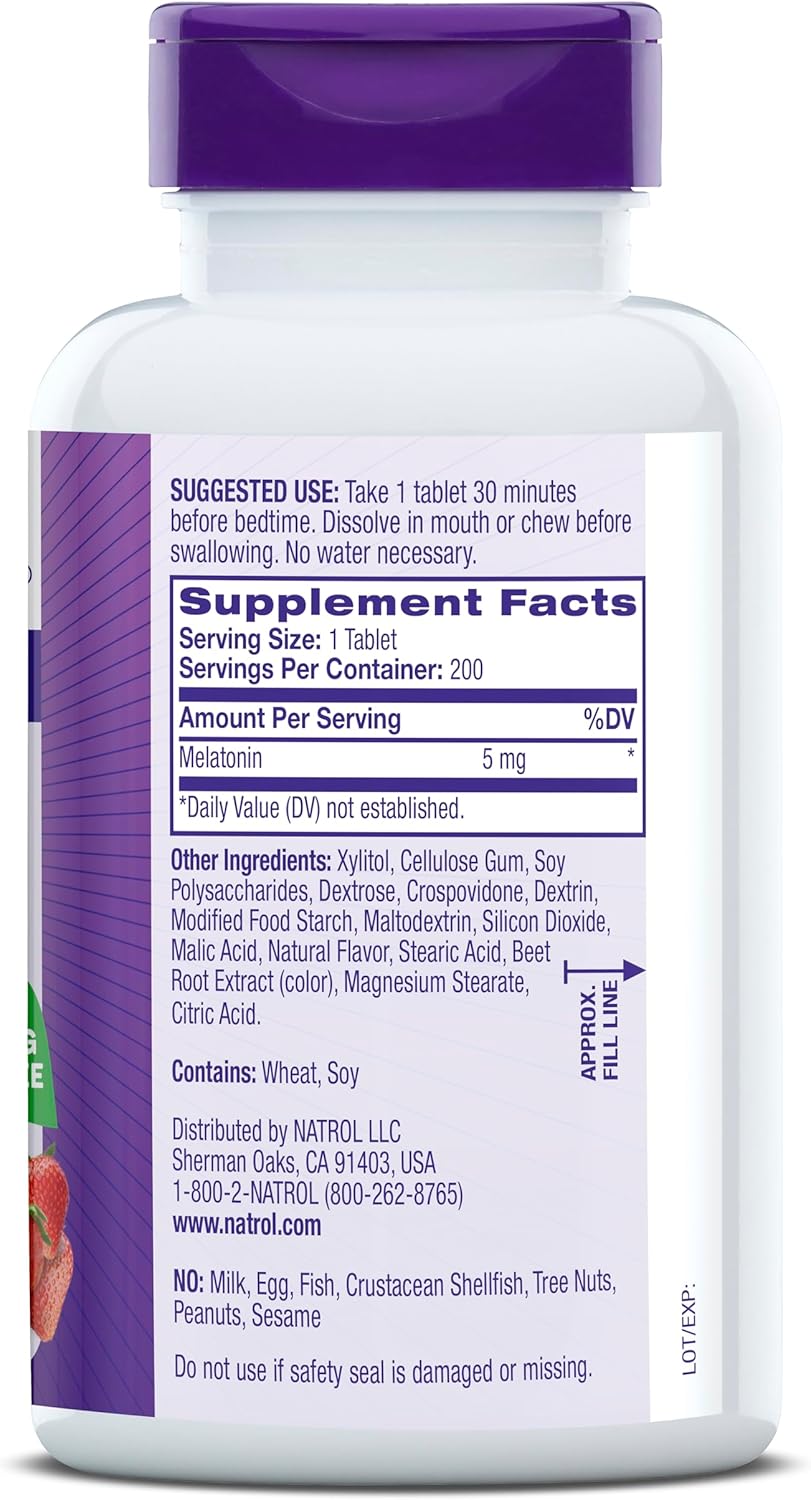 SUGGESTED USE: Take 1 tablet 30 minutes
before bedtime. Dissolve in mouth or chew before
swallowing. No water necessary.
Supplement Facts
Serving Size: 1 Tablet
Servings Per Container: 200
Amount Per Serving %DV
Melatonin 5 mg *
*Daily Value (DV) not established.
Other Ingredients: Xylitol, Cellulose Gum, Soy
Polysaccharides, Dextrose, Crospovidone, Dextrin,
Modified Food Starch, Maltodextrin, Silicon Dioxide,
Malic Acid, Natural Flavor, Stearic Acid, Beet
Root Extract (color), Magnesium Stearate,
Citric Acid.
APPROX.
FILL LINE
Contains: Wheat, Soy
Distributed by NATROL LLC
Sherman Oaks, CA 91403, USA
1-800-2-NATROL (800-262-8765)
www.natrol.com
NO: Milk, Egg, Fish, Crustacean Shellfish, Tree Nuts,
Peanuts, Sesame
Do not use if safety seal is damaged or missing.
LOT/EXP: